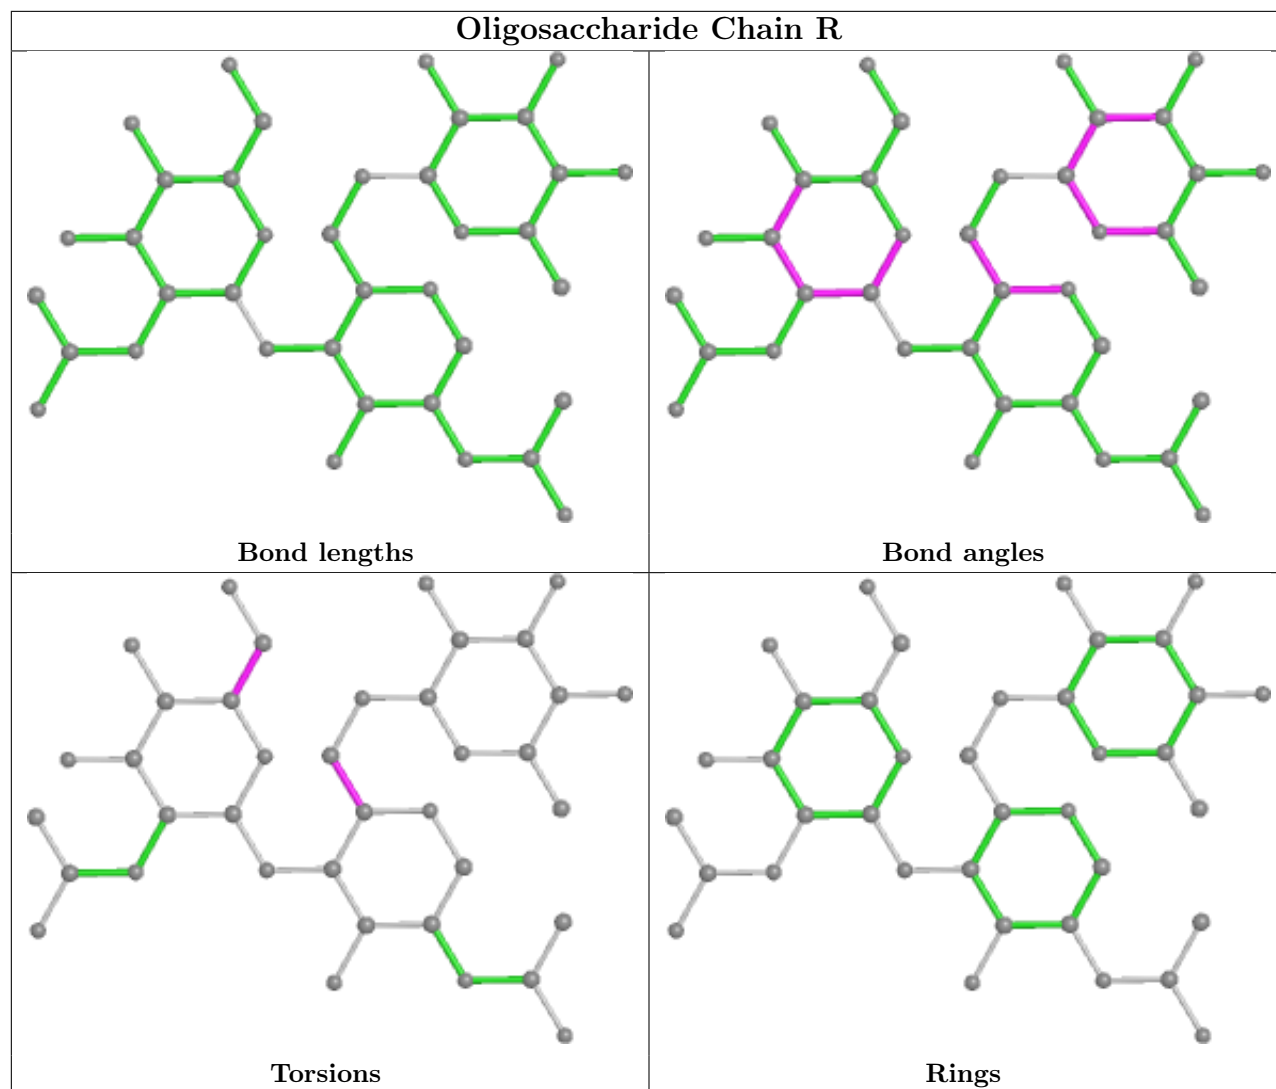 Oligosaccharide Chain R
Bond lengths
Bond angles
Torsions
Rings